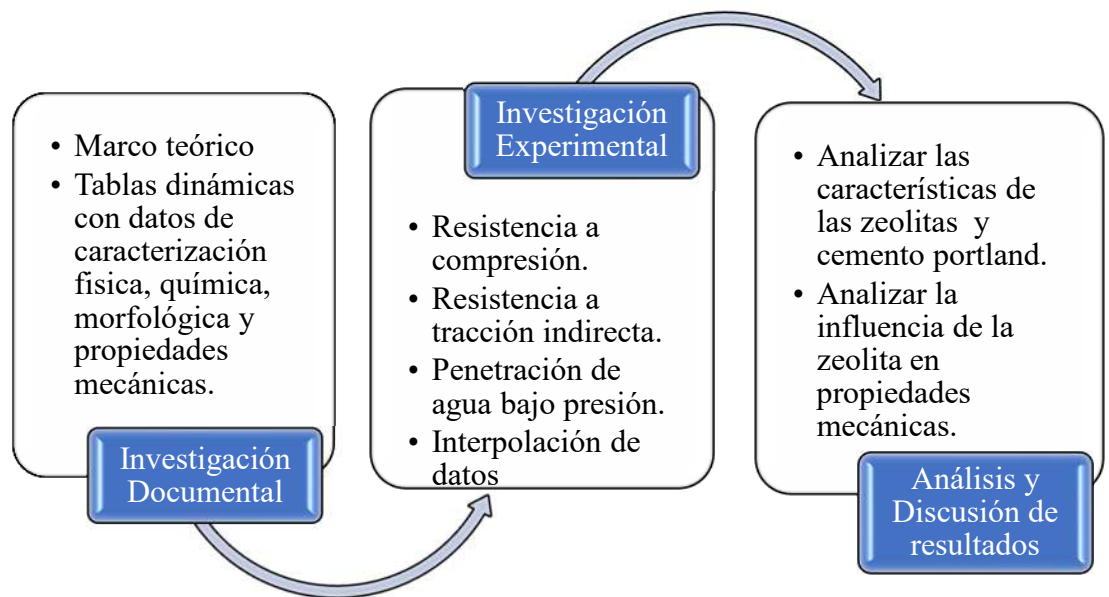 • Marco teórico
• Tablas dinámicas
con datos de
caracterización
fisica, química,
morfológica y
propiedades
mecánicas.
Investigación
Documental
Investigación
Experimental
• Resistencia a
compresión.
• Resistencia a
tracción indirecta.
• Penetración de
agua bajo presión.
• Interpolación de
datos
• Analizar las
características de
las zeolitas y
cemento portland.
• Analizar la
influencia de la
zeolita en
propiedades
mecánicas.
Análisis y
Discusión de
resultados